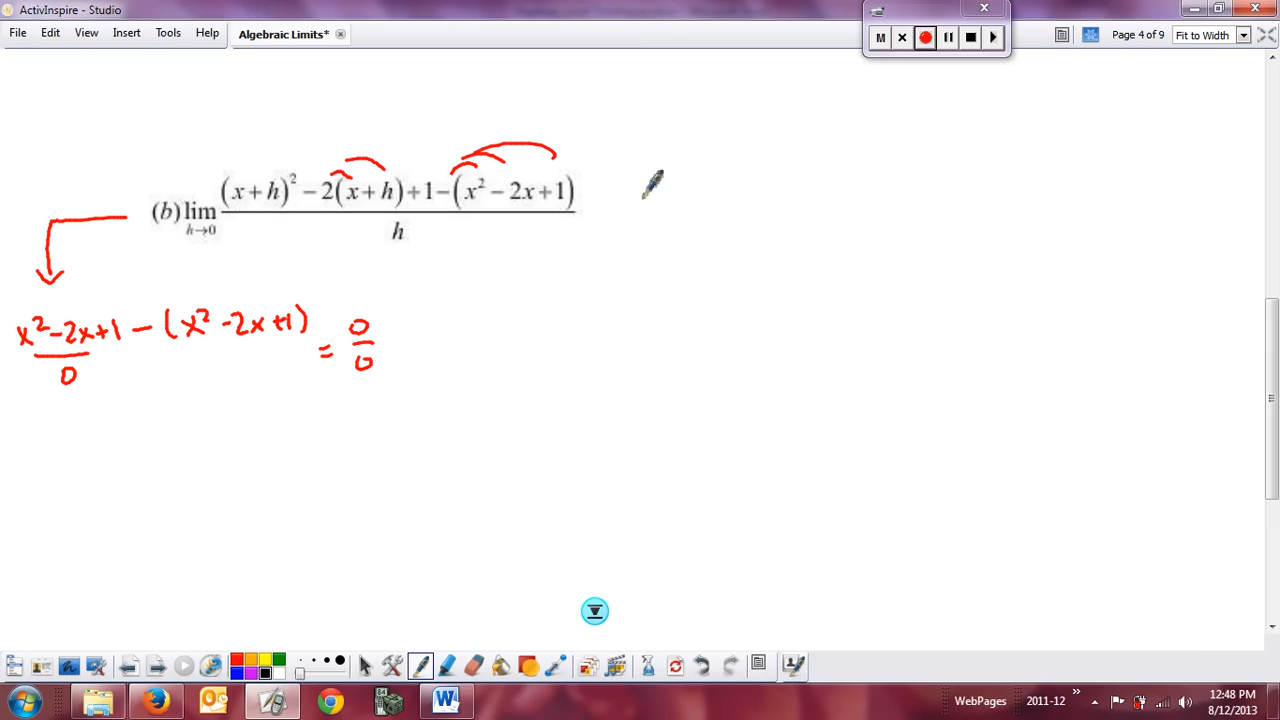 ActivInspire - Studio
File Edit View Insert Tools Help Algebraic Limits* Page 4 of 9 Fit to Width
M
(b) lim h→0 ((x+h)² − 2(x+h) + 1 − (x² − 2x + 1)) / h
x² - 2x + 1 − (x² - 2x + 1) = 0/0
0
WebPages 2011-12 » 12:48 PM
8/12/2013